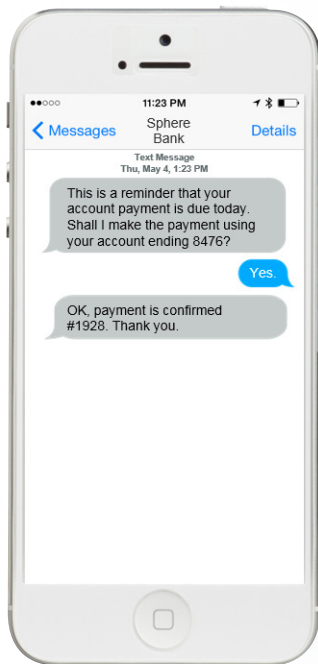 11:23 PM
Messages
Sphere
Bank
Details
Text Message
Thu, May 4, 1:23 PM
This is a reminder that your
account payment is due today.
Shall I make the payment using
your account ending 8476?
Yes.
OK, payment is confirmed
#1928. Thank you.